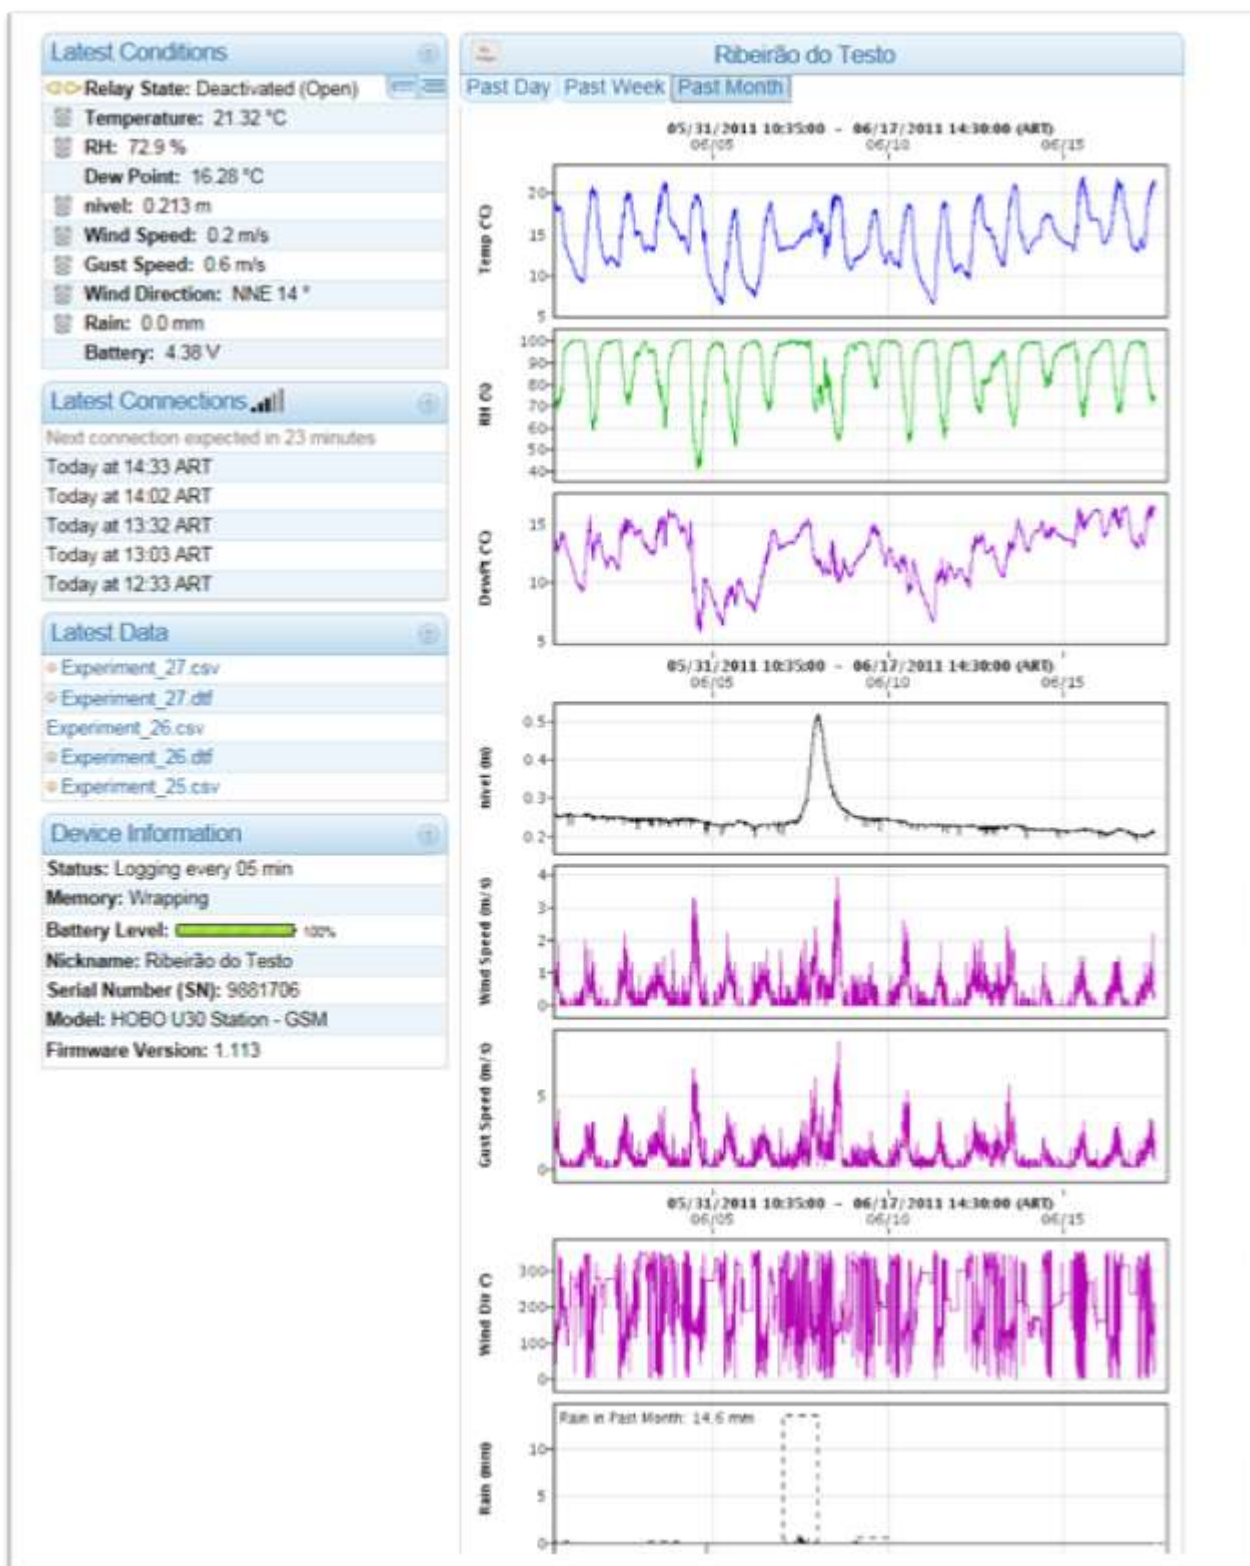 Latest Conditions
Relay State: Deactivated (Open)
Temperature: 21.32 °C
RH: 72.9 %
Dew Point: 16.28 °C
nivel: 0.213 m
Wind Speed: 0.2 m/s
Gust Speed: 0.6 m/s
Wind Direction: NNE 14 °
Rain: 0.0 mm
Battery: 4.38 V
Latest Connections
Next connection expected in 23 minutes
Today at 14:33 ART
Today at 14:02 ART
Today at 13:32 ART
Today at 13:03 ART
Today at 12:33 ART
Latest Data
Experiment_27.csv
Experiment_27.dtf
Experiment_26.csv
Experiment_26.dtf
Experiment_25.csv
Device Information
Status: Logging every 05 min
Memory: Wrapping
Battery Level: 100%
Nickname: Ribeirão do Testo
Serial Number (SN): 9881706
Model: HOBO U30 Station - GSM
Firmware Version: 1.113
Ribeirão do Testo
Past Day Past Week Past Month
05/31/2011 10:35:00 - 06/17/2011 14:30:00 (ART)
06/05 06/10 06/15
Temp (°C)
20
15
10
5
RH (%)
100
90
80
70
60
50
40
DewPt (°C)
15
10
5
05/31/2011 10:35:00 - 06/17/2011 14:30:00 (ART)
06/05 06/10 06/15
nivel (m)
0.5
0.4
0.3
0.2
Wind Speed (m/s)
4
3
2
1
0
Gust Speed (m/s)
5
0
05/31/2011 10:35:00 - 06/17/2011 14:30:00 (ART)
06/05 06/10 06/15
Wind Dir (°)
300
200
100
0
Rain in Past Month: 14.6 mm
Rain (mm)
10
5
0